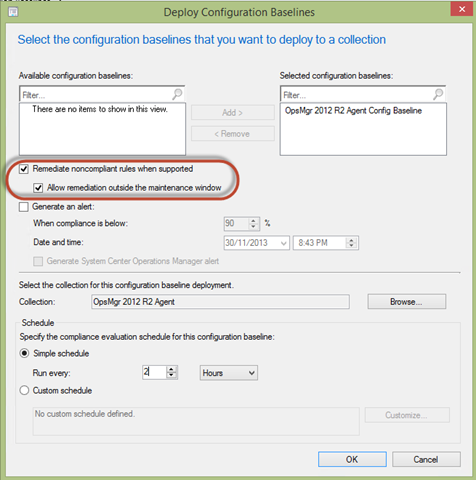 Deploy Configuration Baselines
Select the configuration baselines that you want to deploy to a collection
Available configuration baselines:
Filter...
There are no items to show in this view.
Add >
< Remove
Selected configuration baselines:
Filter...
OpsMgr 2012 R2 Agent Config Baseline
Remediate noncompliant rules when supported
Allow remediation outside the maintenance window
Generate an alert:
When compliance is below: 90 %
Date and time: 30/11/2013 8:43 PM
Generate System Center Operations Manager alert
Select the collection for this configuration baseline deployment.
Collection: OpsMgr 2012 R2 Agent Browse...
Schedule
Specify the compliance evaluation schedule for this configuration baseline:
Simple schedule
Run every: 2 Hours
Custom schedule
No custom schedule defined.
Customize...
OK Cancel